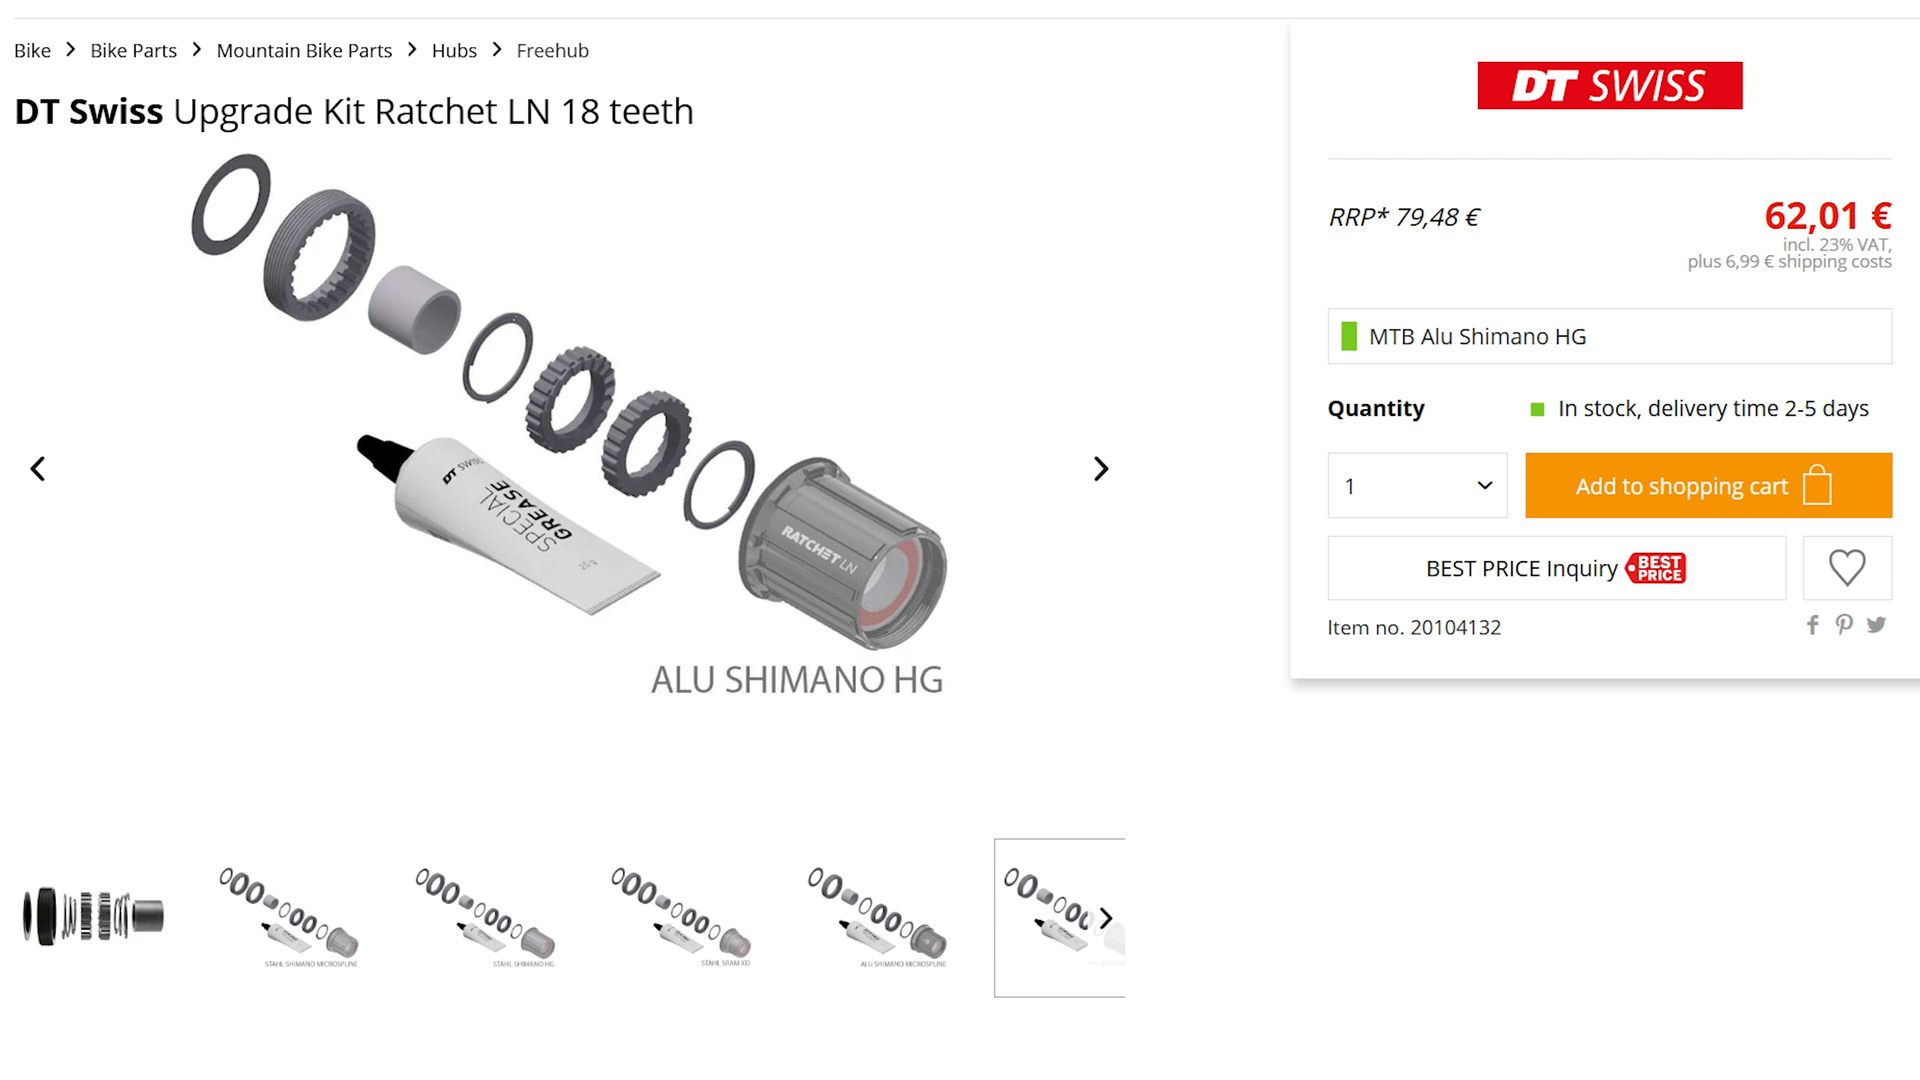 Bike > Bike Parts > Mountain Bike Parts > Hubs > Freehub
DT Swiss Upgrade Kit Ratchet LN 18 teeth
DT SWISS
SPECIAL
GREASE
20g
RATCHET LN
ALU SHIMANO HG
STAHL SHIMANO MICROSPLINE
STAHL SHIMANO HG
STAHL SRAM XD
ALU SHIMANO MICROSPLINE
DT SWISS
RRP* 79,48 €
62,01 €
incl. 23% VAT,
plus 6,99 € shipping costs
MTB Alu Shimano HG
Quantity
In stock, delivery time 2-5 days
1
Add to shopping cart
BEST PRICE Inquiry
BEST
PRICE
Item no. 20104132